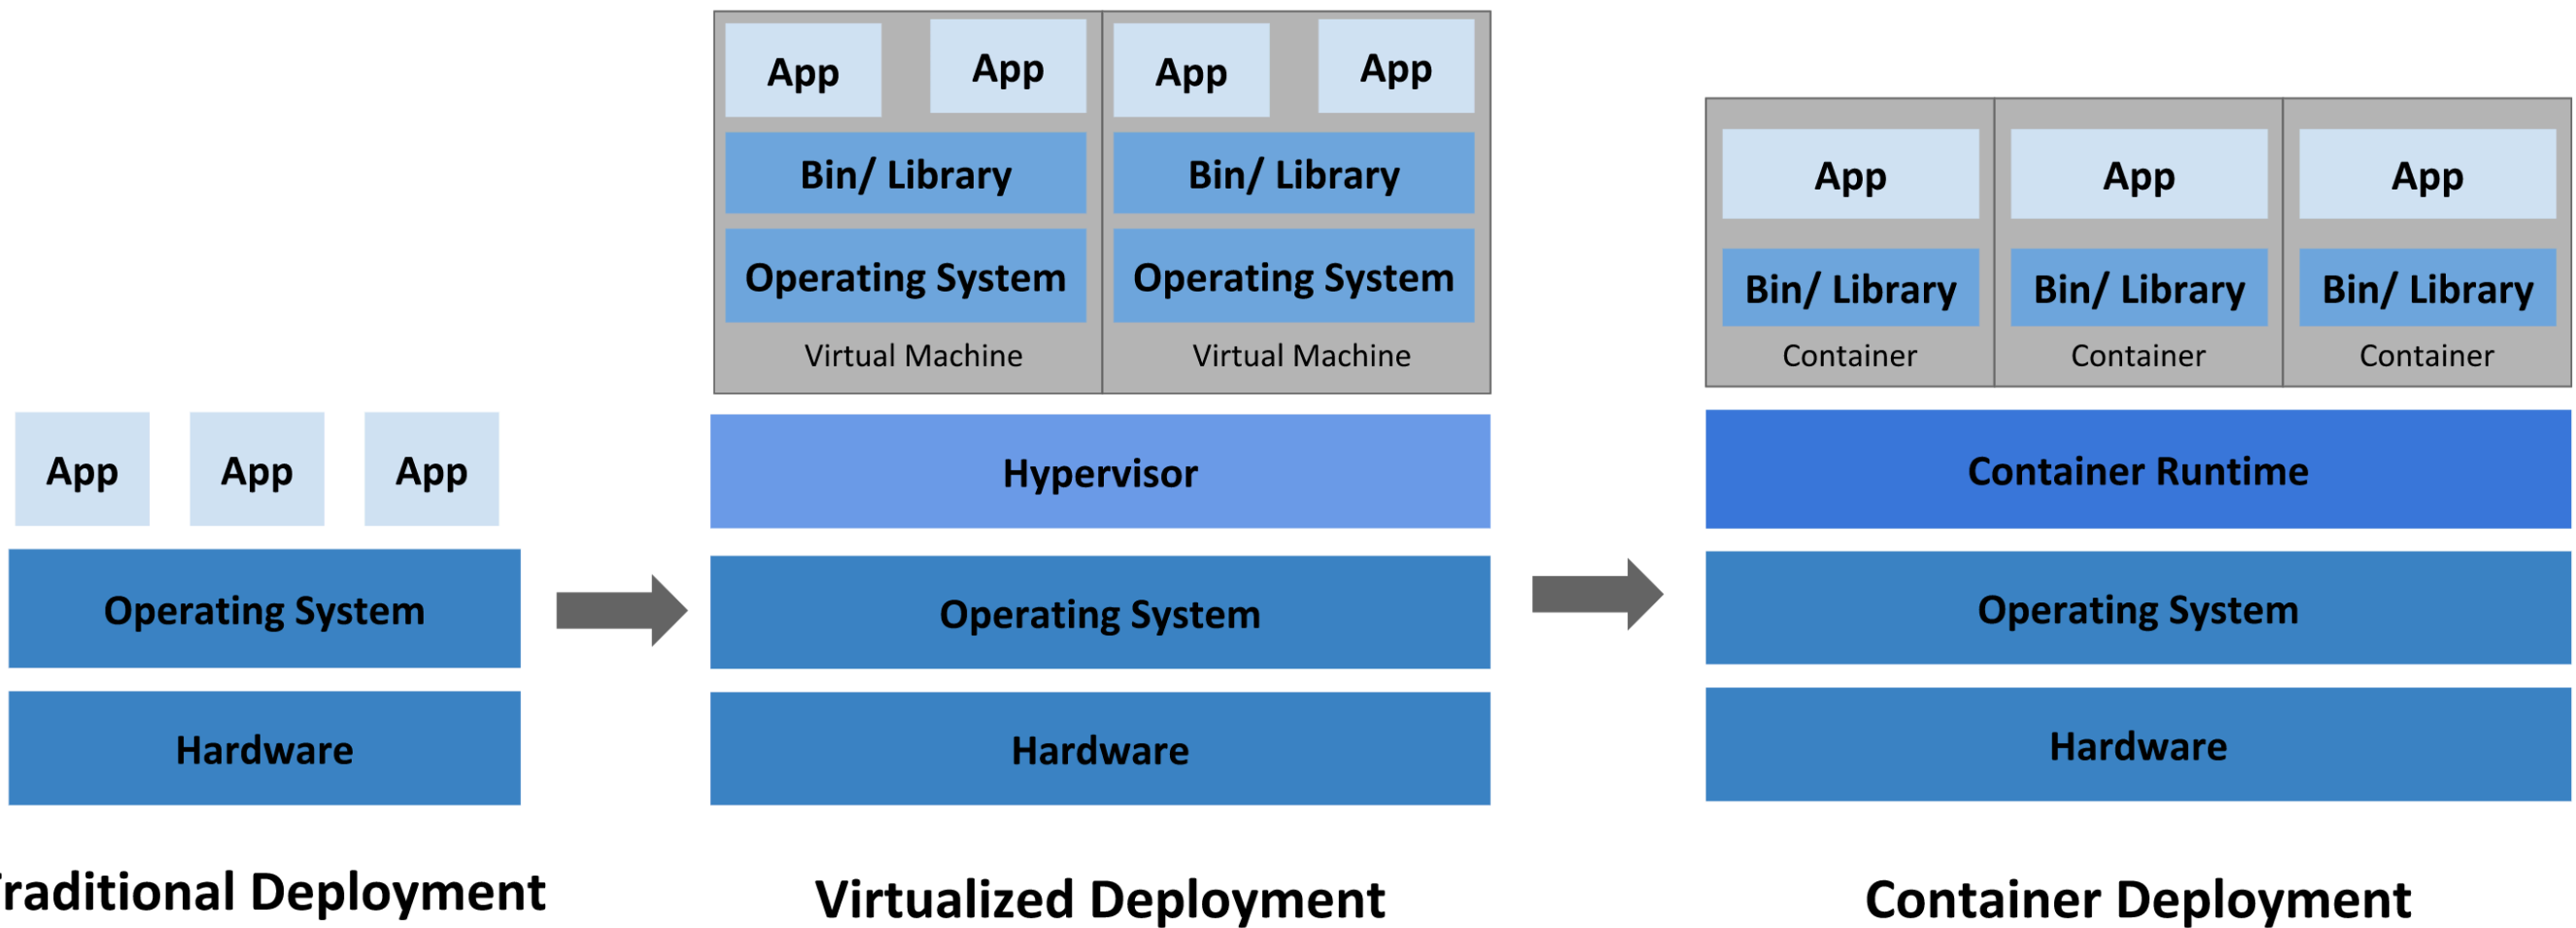 App App App App
Bin/ Library Bin/ Library
Operating System Operating System
Virtual Machine Virtual Machine
App App App
Bin/ Library Bin/ Library Bin/ Library
Container Container Container
App App App
Hypervisor
Container Runtime
Operating System
Operating System
Operating System
Hardware
Hardware
Hardware
raditional Deployment
Virtualized Deployment
Container Deployment